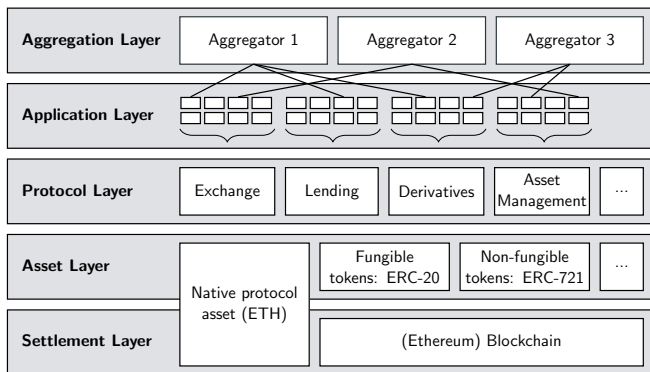 Aggregation Layer
Aggregator 1
Aggregator 2
Aggregator 3
Application Layer
Protocol Layer
Exchange
Lending
Derivatives
Asset
Management
...
Asset Layer
Native protocol
asset (ETH)
Fungible
tokens: ERC-20
Non-fungible
tokens: ERC-721
...
Settlement Layer
(Ethereum) Blockchain